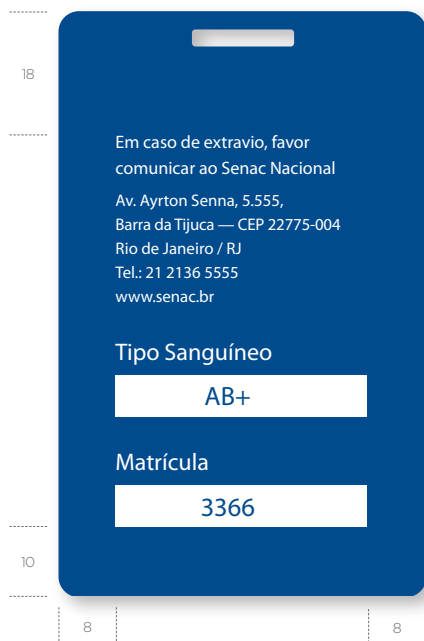 18
Em caso de extravio, favor
comunicar ao Senac Nacional
Av. Ayrton Senna, 5.555,
Barra da Tijuca — CEP 22775-004
Rio de Janeiro / RJ
Tel.: 21 2136 5555
www.senac.br
Tipo Sanguíneo
AB+
Matrícula
3366
10
8
8